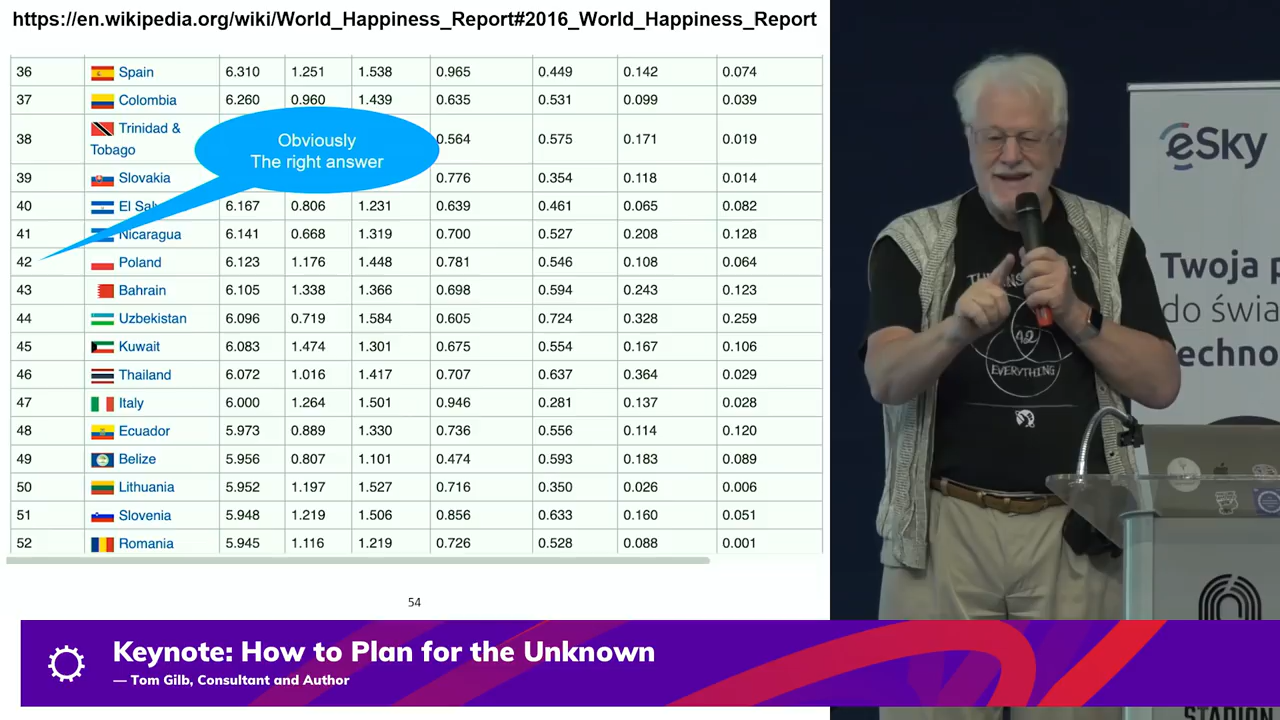 https://en.wikipedia.org/wiki/World_Happiness_Report#2016_World_Happiness_Report
36 Spain 6.310 1.251 1.538 0.965 0.449 0.142 0.074
37 Colombia 6.260 0.960 1.439 0.635 0.531 0.099 0.039
38 Trinidad & Tobago 0.564 0.575 0.171 0.019
39 Slovakia 0.776 0.354 0.118 0.014
40 El Sal 6.167 0.806 1.231 0.639 0.461 0.065 0.082
41 Nicaragua 6.141 0.668 1.319 0.700 0.527 0.208 0.128
42 Poland 6.123 1.176 1.448 0.781 0.546 0.108 0.064
43 Bahrain 6.105 1.338 1.366 0.698 0.594 0.243 0.123
44 Uzbekistan 6.096 0.719 1.584 0.605 0.724 0.328 0.259
45 Kuwait 6.083 1.474 1.301 0.675 0.554 0.167 0.106
46 Thailand 6.072 1.016 1.417 0.707 0.637 0.364 0.029
47 Italy 6.000 1.264 1.501 0.946 0.281 0.137 0.028
48 Ecuador 5.973 0.889 1.330 0.736 0.556 0.114 0.120
49 Belize 5.956 0.807 1.101 0.474 0.593 0.183 0.089
50 Lithuania 5.952 1.197 1.527 0.716 0.350 0.026 0.006
51 Slovenia 5.948 1.219 1.506 0.856 0.633 0.160 0.051
52 Romania 5.945 1.116 1.219 0.726 0.528 0.088 0.001
Obviously
The right answer
54
eSky
Twoja p
do świa
echno
42
EVERYTHING
STADION
Keynote: How to Plan for the Unknown
— Tom Gilb, Consultant and Author